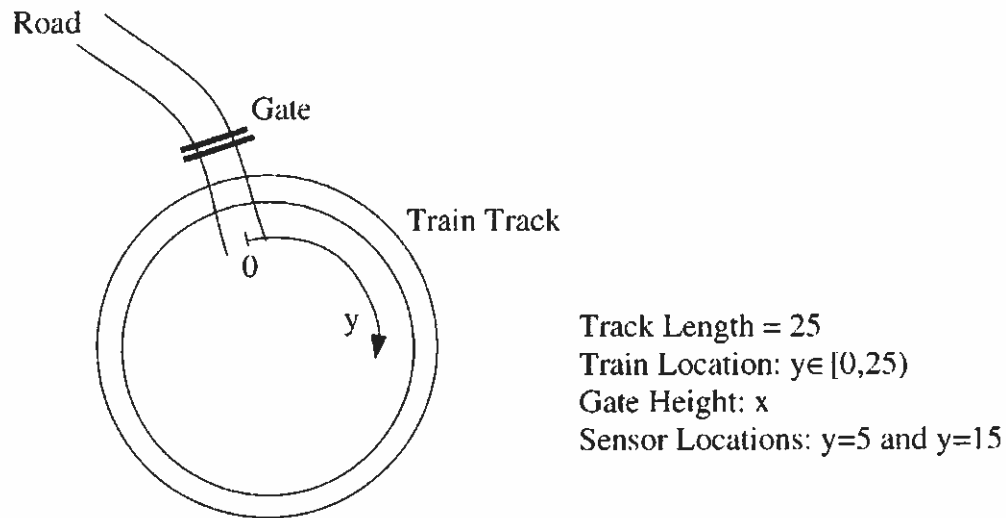 Road
Gate
Train Track
0
y
Track Length = 25
Train Location: y∈[0,25)
Gate Height: x
Sensor Locations: y=5 and y=15